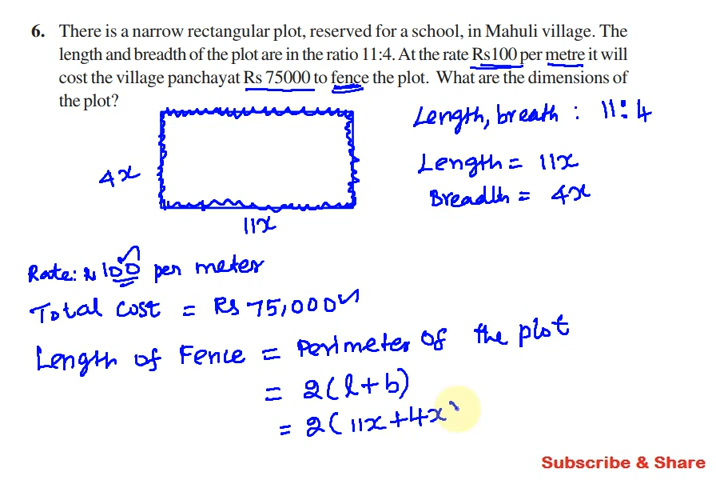 6. There is a narrow rectangular plot, reserved for a school, in Mahuli village. The
length and breadth of the plot are in the ratio 11:4. At the rate Rs100 per metre it will
cost the village panchayat Rs 75000 to fence the plot. What are the dimensions of
the plot?
Length, breath : 11:4
Length = 11x
4x
Breadth = 4x
11x
Rate: Rs 100 per meter
Total cost = Rs 75,000
Length of Fence = Perimeter of the plot
= 2(l+b)
= 2(11x+4x)
Subscribe & Share